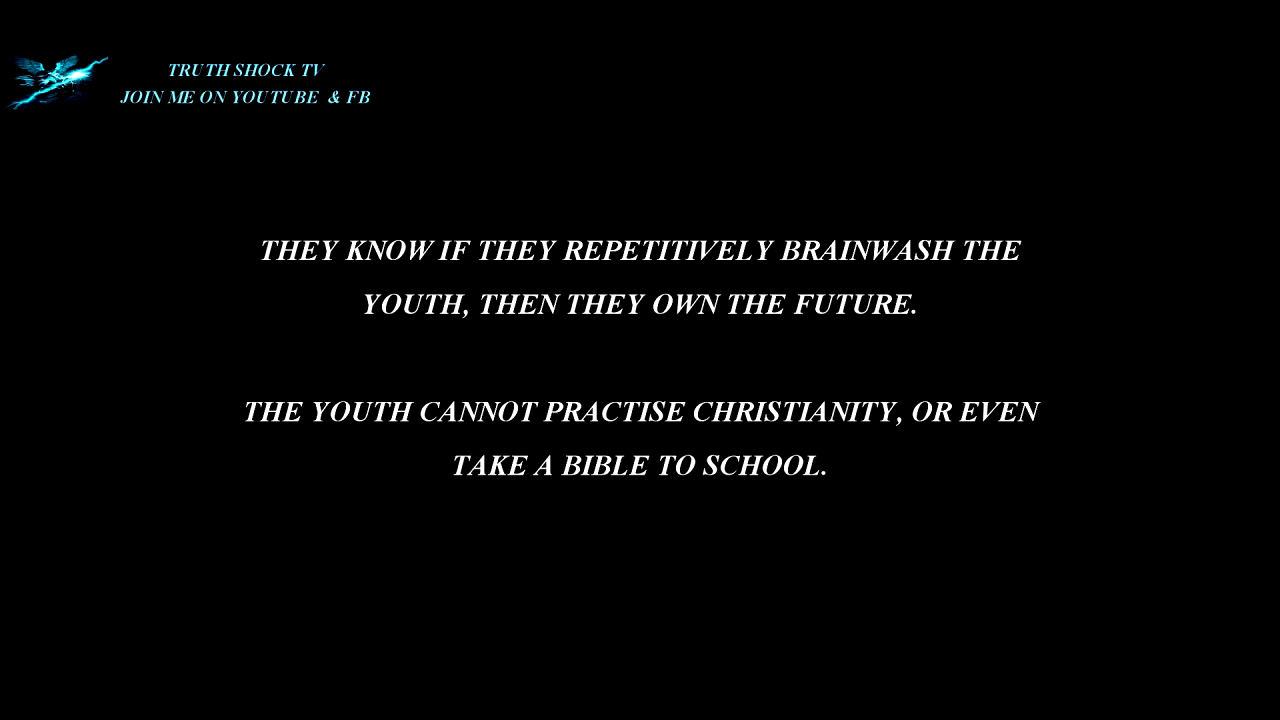 TRUTH SHOCK TV
JOIN ME ON YOUTUBE & FB
THEY KNOW IF THEY REPETITIVELY BRAINWASH THE
YOUTH, THEN THEY OWN THE FUTURE.
THE YOUTH CANNOT PRACTISE CHRISTIANITY, OR EVEN
TAKE A BIBLE TO SCHOOL.